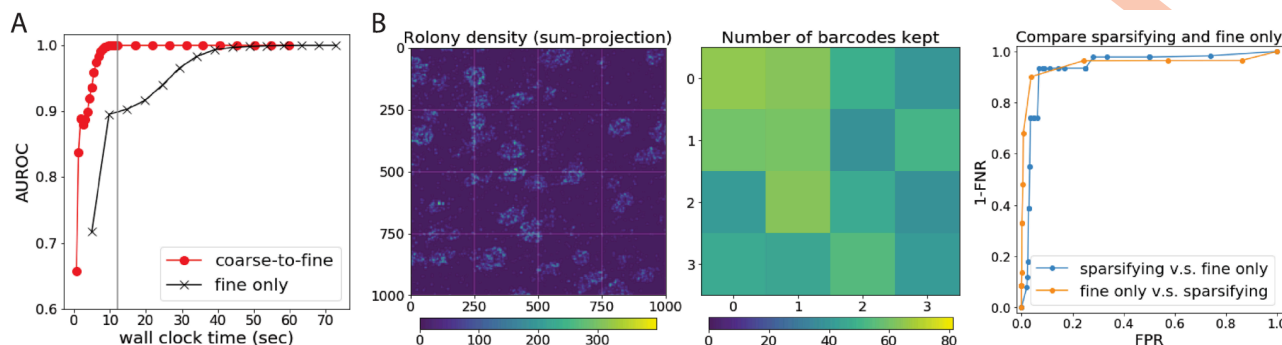 A
1.0
0.9
0.8
0.7
0.6
AUROC
coarse-to-fine
fine only
0 10 20 30 40 50 60 70
wall clock time (sec)
B
Rolony density (sum-projection)
0
250
500
750
1000
0 250 500 750 1000
0 100 200 300
Number of barcodes kept
0
1
2
3
0 1 2 3
0 20 40 60 80
Compare sparsifying and fine only
1.0
0.8
0.6
0.4
0.2
0.0
1-FNR
sparsifying v.s. fine only
fine only v.s. sparsifying
0.0 0.2 0.4 0.6 0.8 1.0
FPR